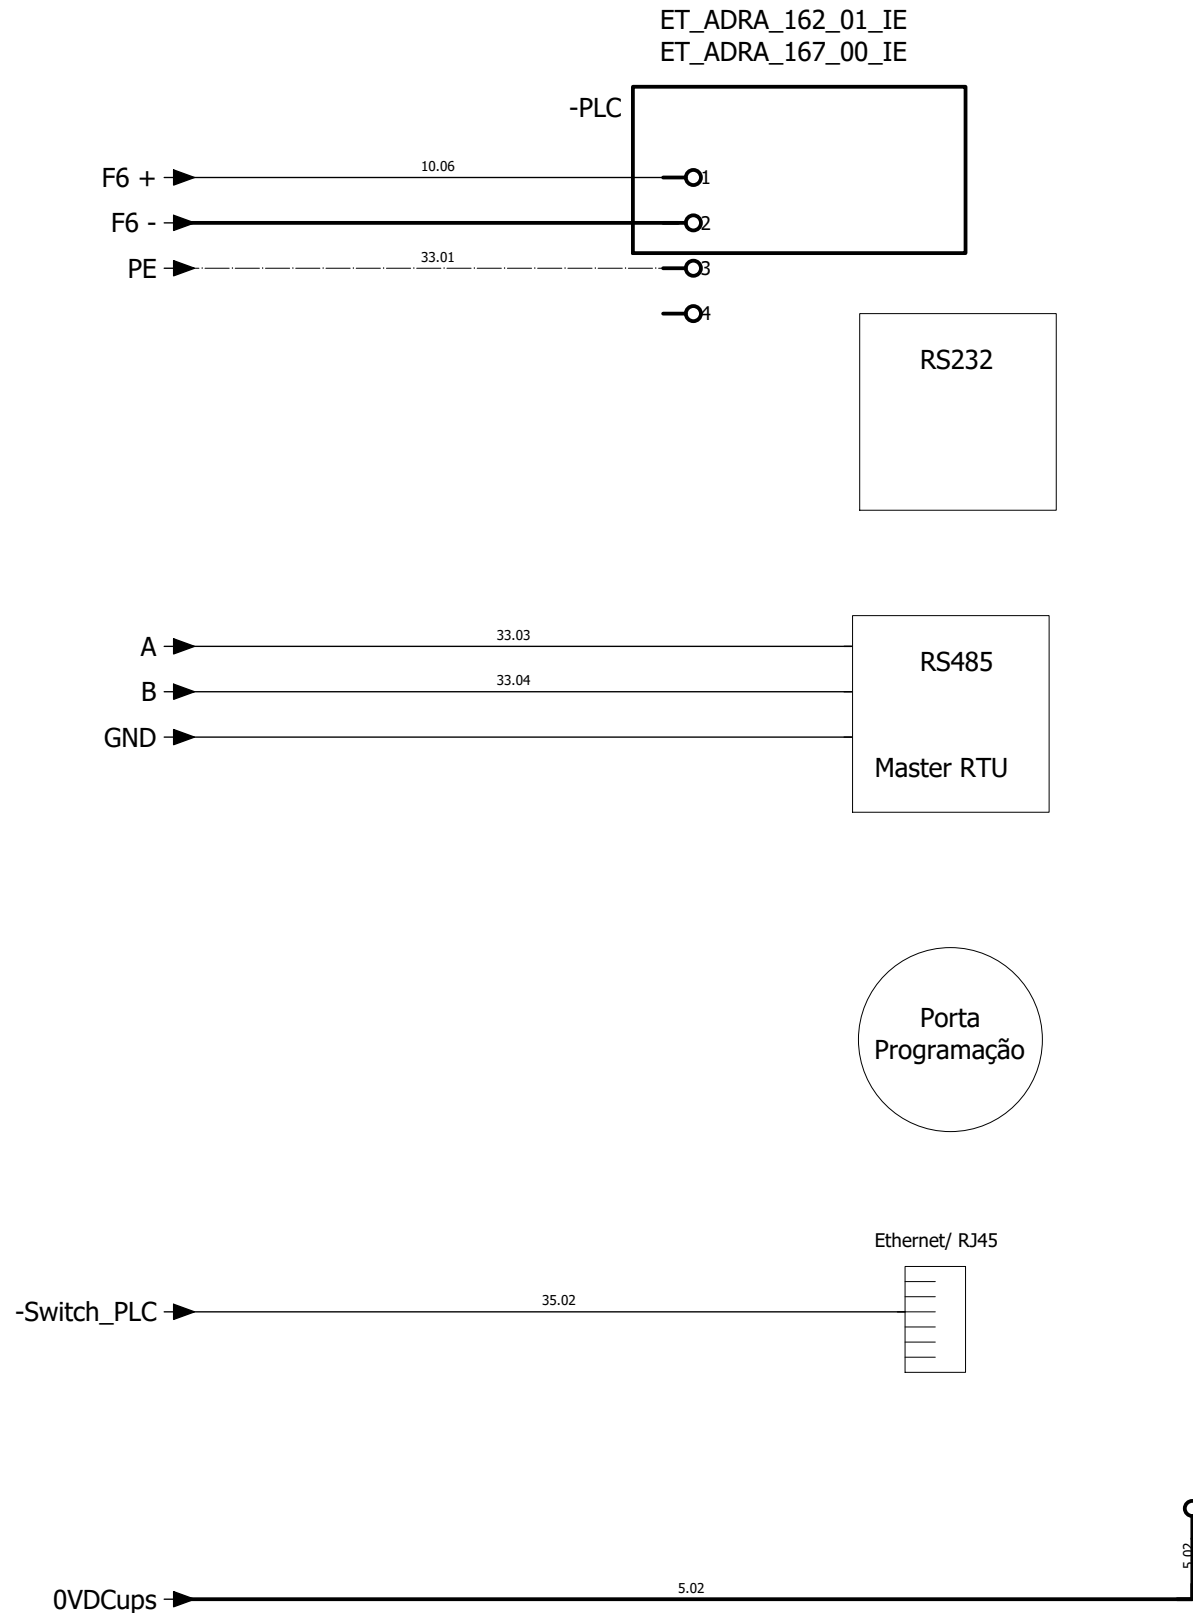 ET_ADRA_162_01_IE
ET_ADRA_167_00_IE
-PLC
F6 +
10.06
1
F6 -
2
PE
33.01
3
4
RS232
A
33.03
RS485
B
33.04
GND
Master RTU
Porta
Programação
Ethernet/ RJ45
-Switch_PLC
35.02
5.02
0VDCups
5.02